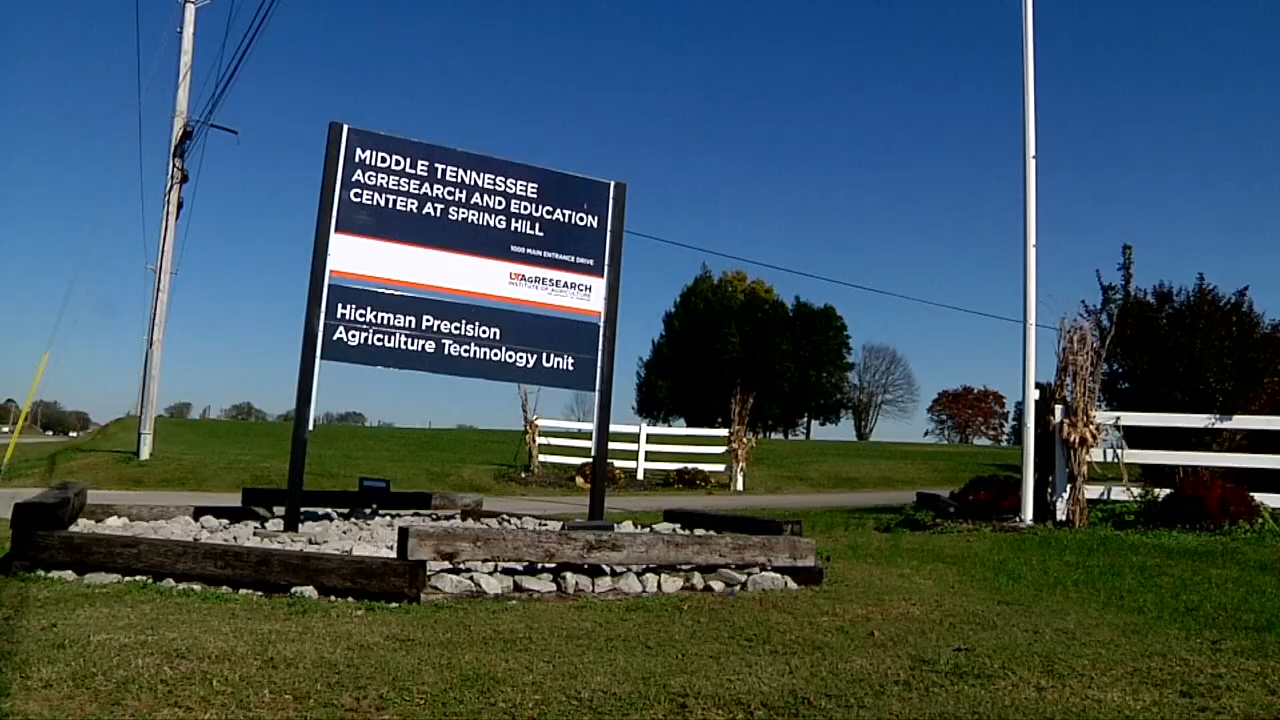 MIDDLE TENNESSEE
AGRESEARCH AND EDUCATION
CENTER AT SPRING HILL
1000 MAIN ENTRANCE DRIVE
UTAGRESEARCH
INSTITUTE OF AGRICULTURE
Hickman Precision
Agriculture Technology Unit